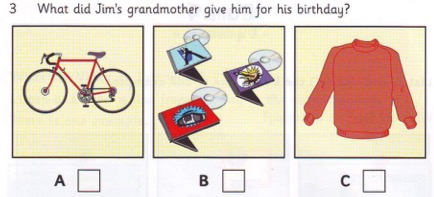 3 What did Jim's grandmother give him for his birthday?
A B C